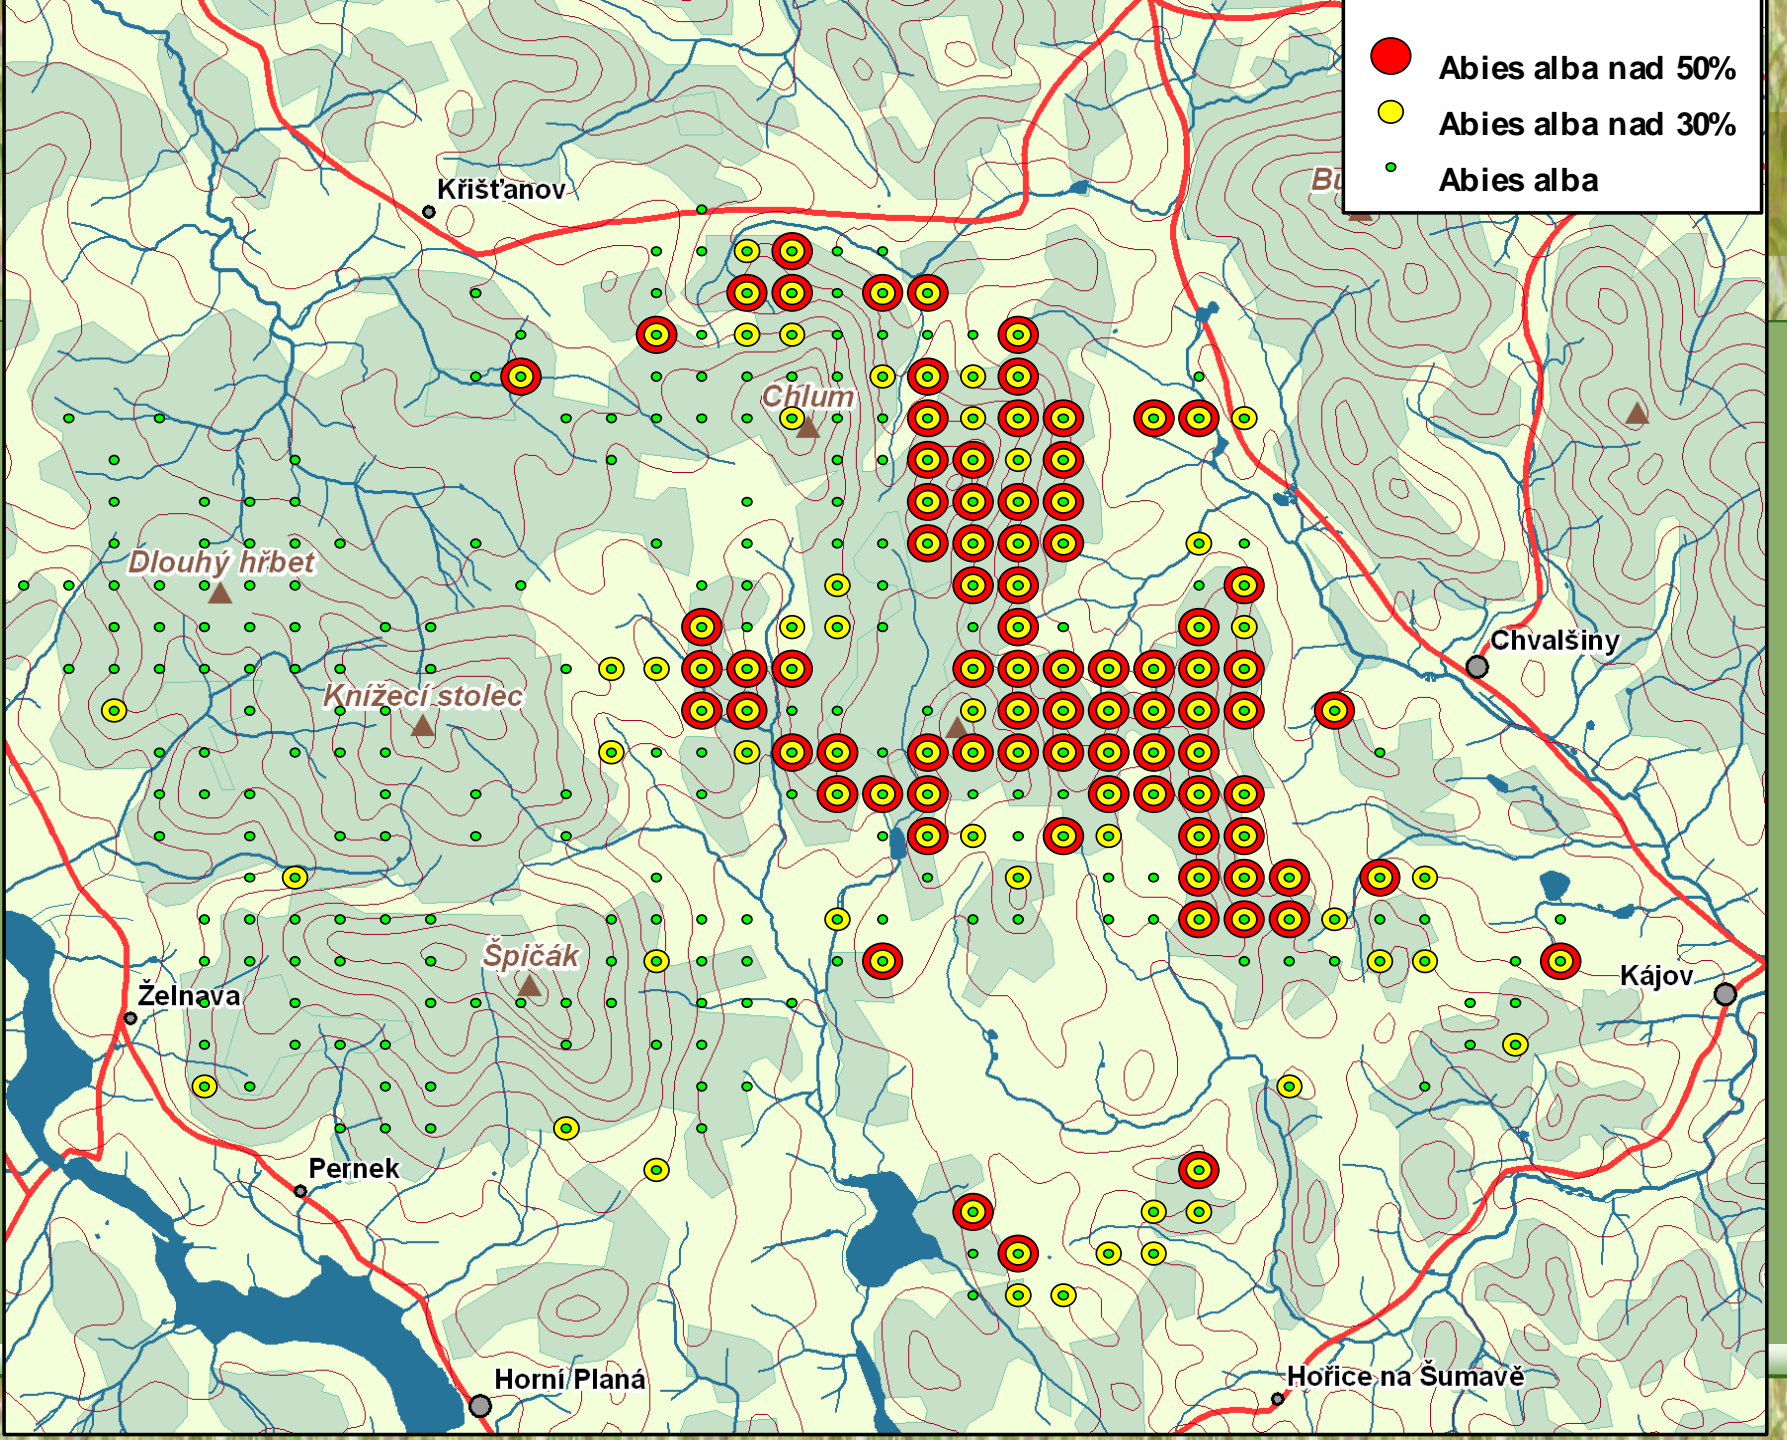 Abies alba nad 50%
Abies alba nad 30%
Abies alba
Křišťanov
Chlum
Dlouhý hřbet
Chvalšiny
Knížecí stolec
Špičák
Kájov
Želnava
Pernek
Hořice na Šumavě
Horní Planá